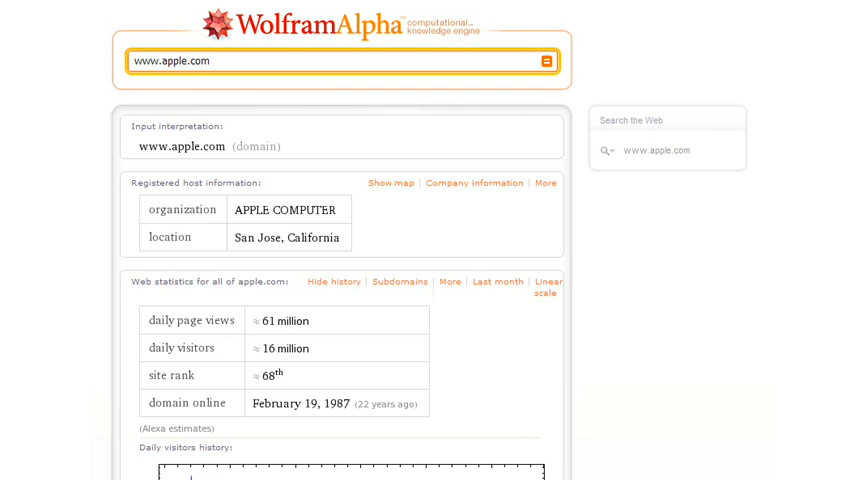 WolframAlpha computational... knowledge engine
www.apple.com
Search the Web
www.apple.com
Input interpretation:
www.apple.com (domain)
Registered host information: Show map | Company information | More
organization APPLE COMPUTER
location San Jose, California
Web statistics for all of apple.com: Hide history | Subdomains | More | Last month | Linear scale
daily page views ≈ 61 million
daily visitors ≈ 16 million
site rank ≈ 68th
domain online February 19, 1987 (22 years ago)
(Alexa estimates)
Daily visitors history: